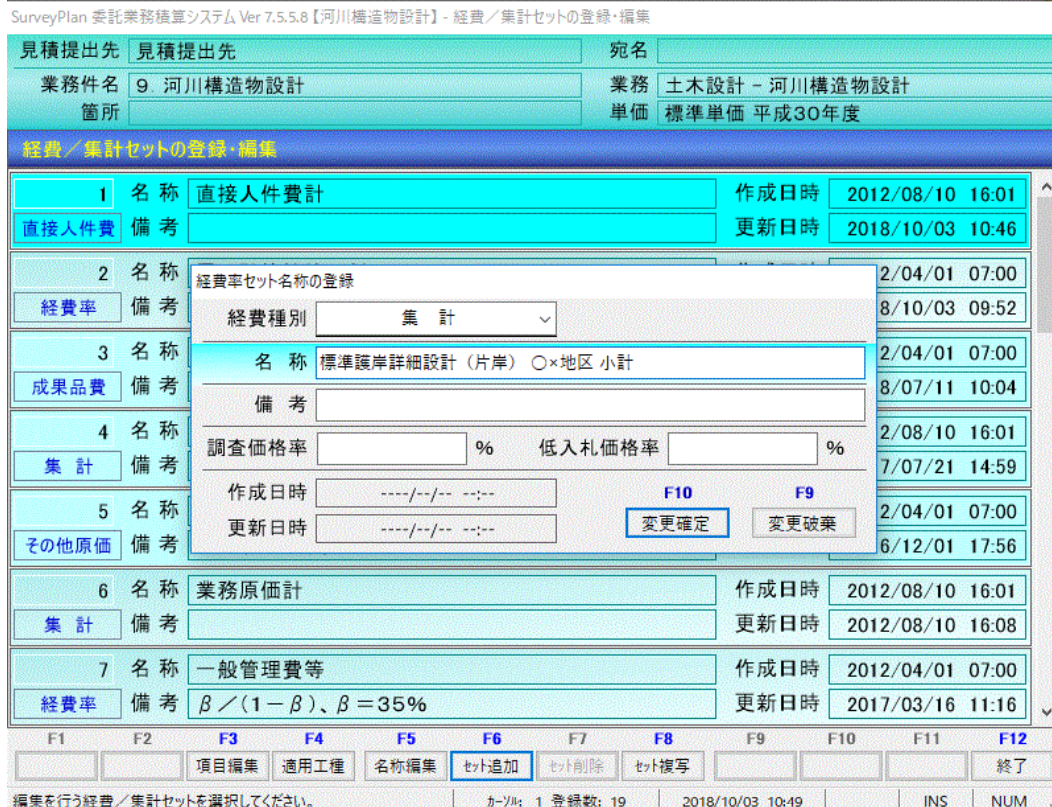 SurveyPlan 委託業務積算システム Ver 7.5.5.8 【河川構造物設計】 - 経費／集計セットの登録・編集
見積提出先 見積提出先 宛名
業務件名 9. 河川構造物設計 業務 土木設計 − 河川構造物設計
箇所 単価 標準単価 平成30年度
経費／集計セットの登録・編集
1 名 称 直接人件費計 作成日時 2012/08/10 16:01
直接人件費 備 考 更新日時 2018/10/03 10:46
2 名 称 2/04/01 07:00
経費率 備 考 8/10/03 09:52
3 名 称 2/04/01 07:00
成果品費 備 考 8/07/11 10:04
4 名 称 2/08/10 16:01
集 計 備 考 7/07/21 14:59
5 名 称 2/04/01 07:00
その他原価 備 考 6/12/01 17:56
経費率セット名称の登録
経費種別 集 計
名 称 標準護岸詳細設計（片岸） ○×地区 小計
備 考
調査価格率 % 低入札価格率 %
作成日時 ----/--/-- --:-- F10 F9
更新日時 ----/--/-- --:-- 変更確定 変更破棄
6 名 称 業務原価計 作成日時 2012/08/10 16:01
集 計 備 考 更新日時 2012/08/10 16:08
7 名 称 一般管理費等 作成日時 2012/04/01 07:00
経費率 備 考 β／(1−β)、β＝35% 更新日時 2017/03/16 11:16
F1 F2 F3 F4 F5 F6 F7 F8 F9 F10 F11 F12
項目編集 適用工種 名称編集 ｾｯﾄ追加 ｾｯﾄ削除 ｾｯﾄ複写 終了
編集を行う経費／集計セットを選択してください。 ｶｰｿﾙ: 1 登録数: 19 2018/10/03 10:49 INS NUM